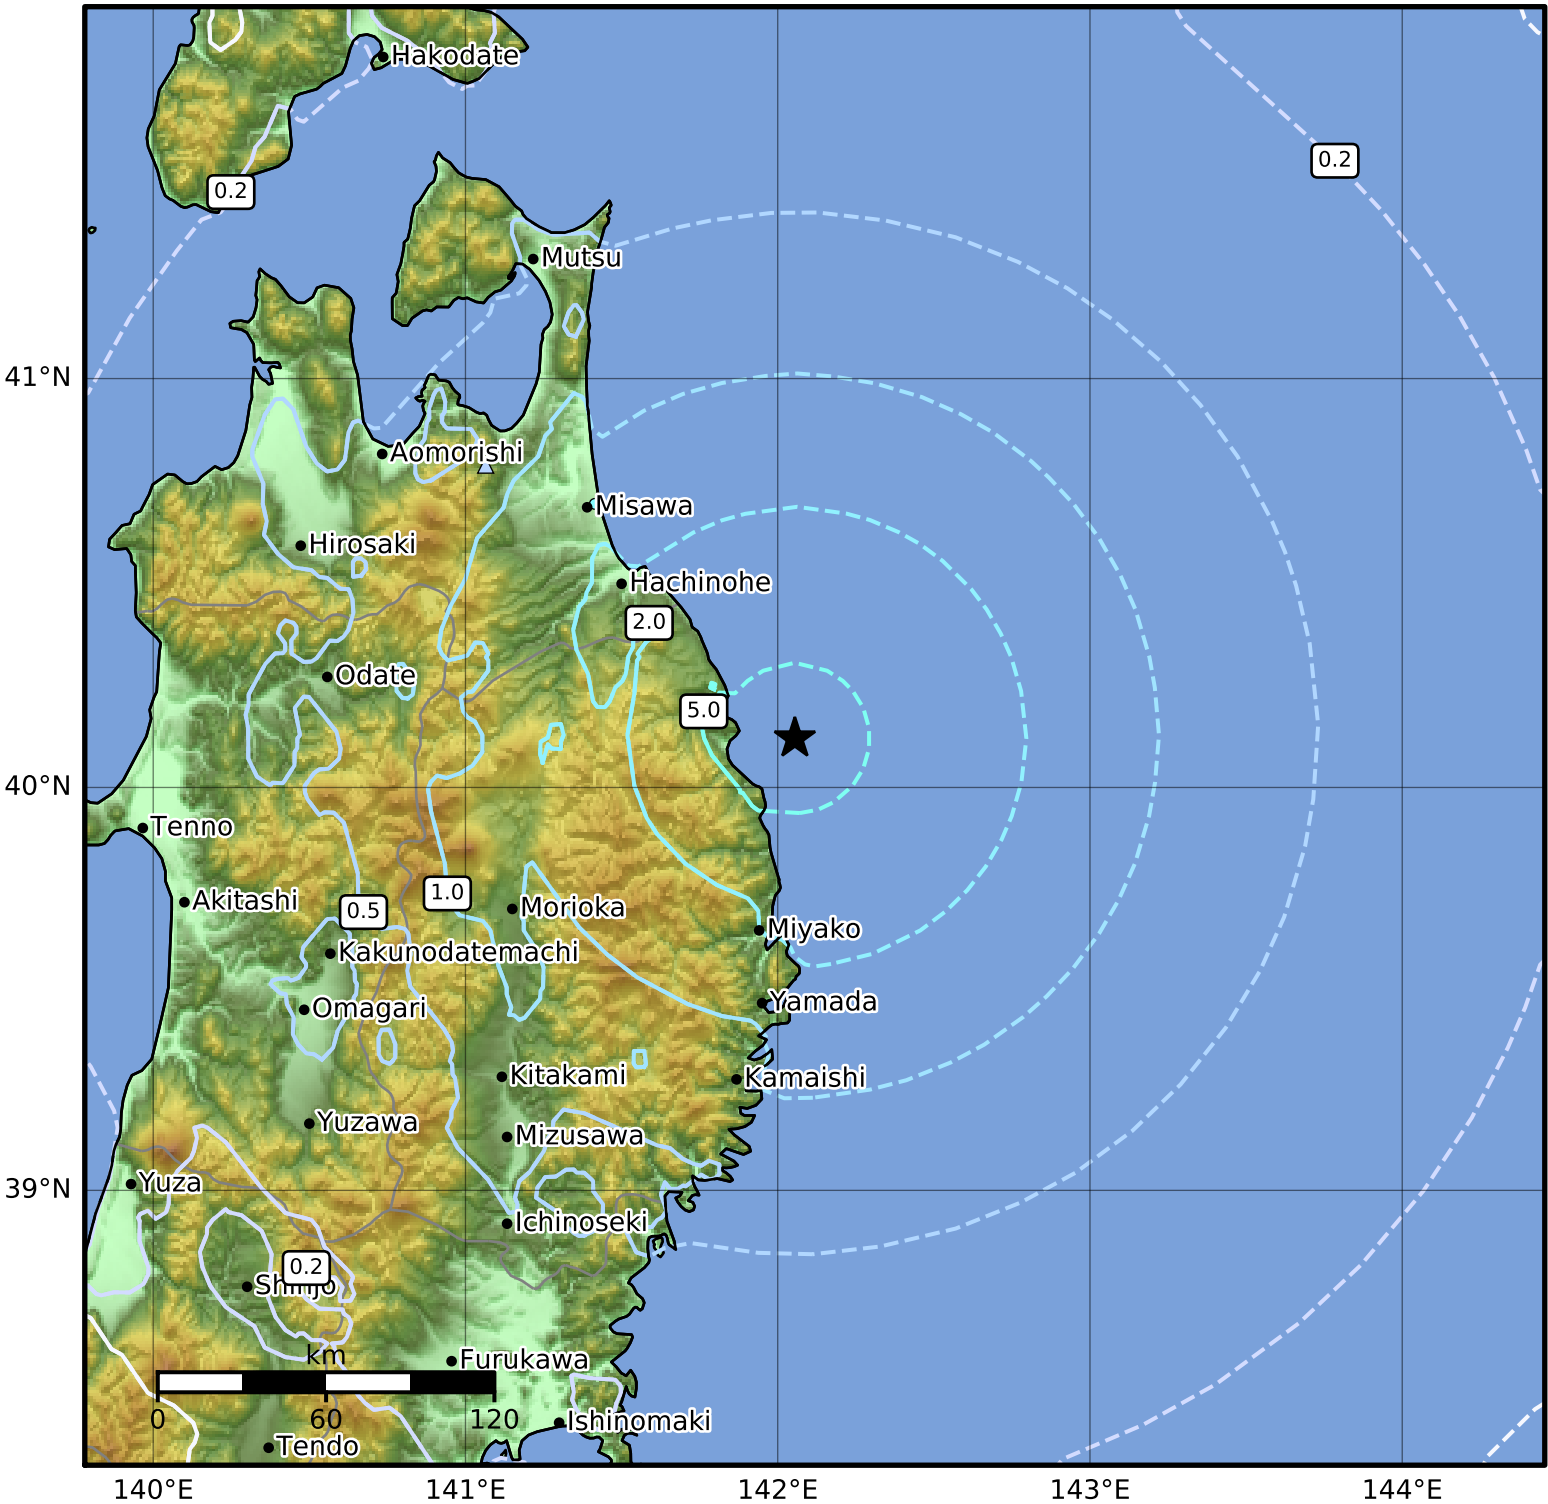 Hakodate
0.2
0.2
Mutsu
41°N
Aomorishi
Misawa
Hirosaki
Hachinohe
2.0
Odate
5.0
40°N
Tenno
1.0
Akitashi
0.5
Morioka
Miyako
Kakunodatemachi
Omagari
Yamada
Kitakami
Kamaishi
Yuzawa
Mizusawa
39°N
Yuza
Ichinoseki
0.2
Shinjo
km
Furukawa
0 60 120
Ishinomaki
Tendo
140°E 141°E 142°E 143°E 144°E